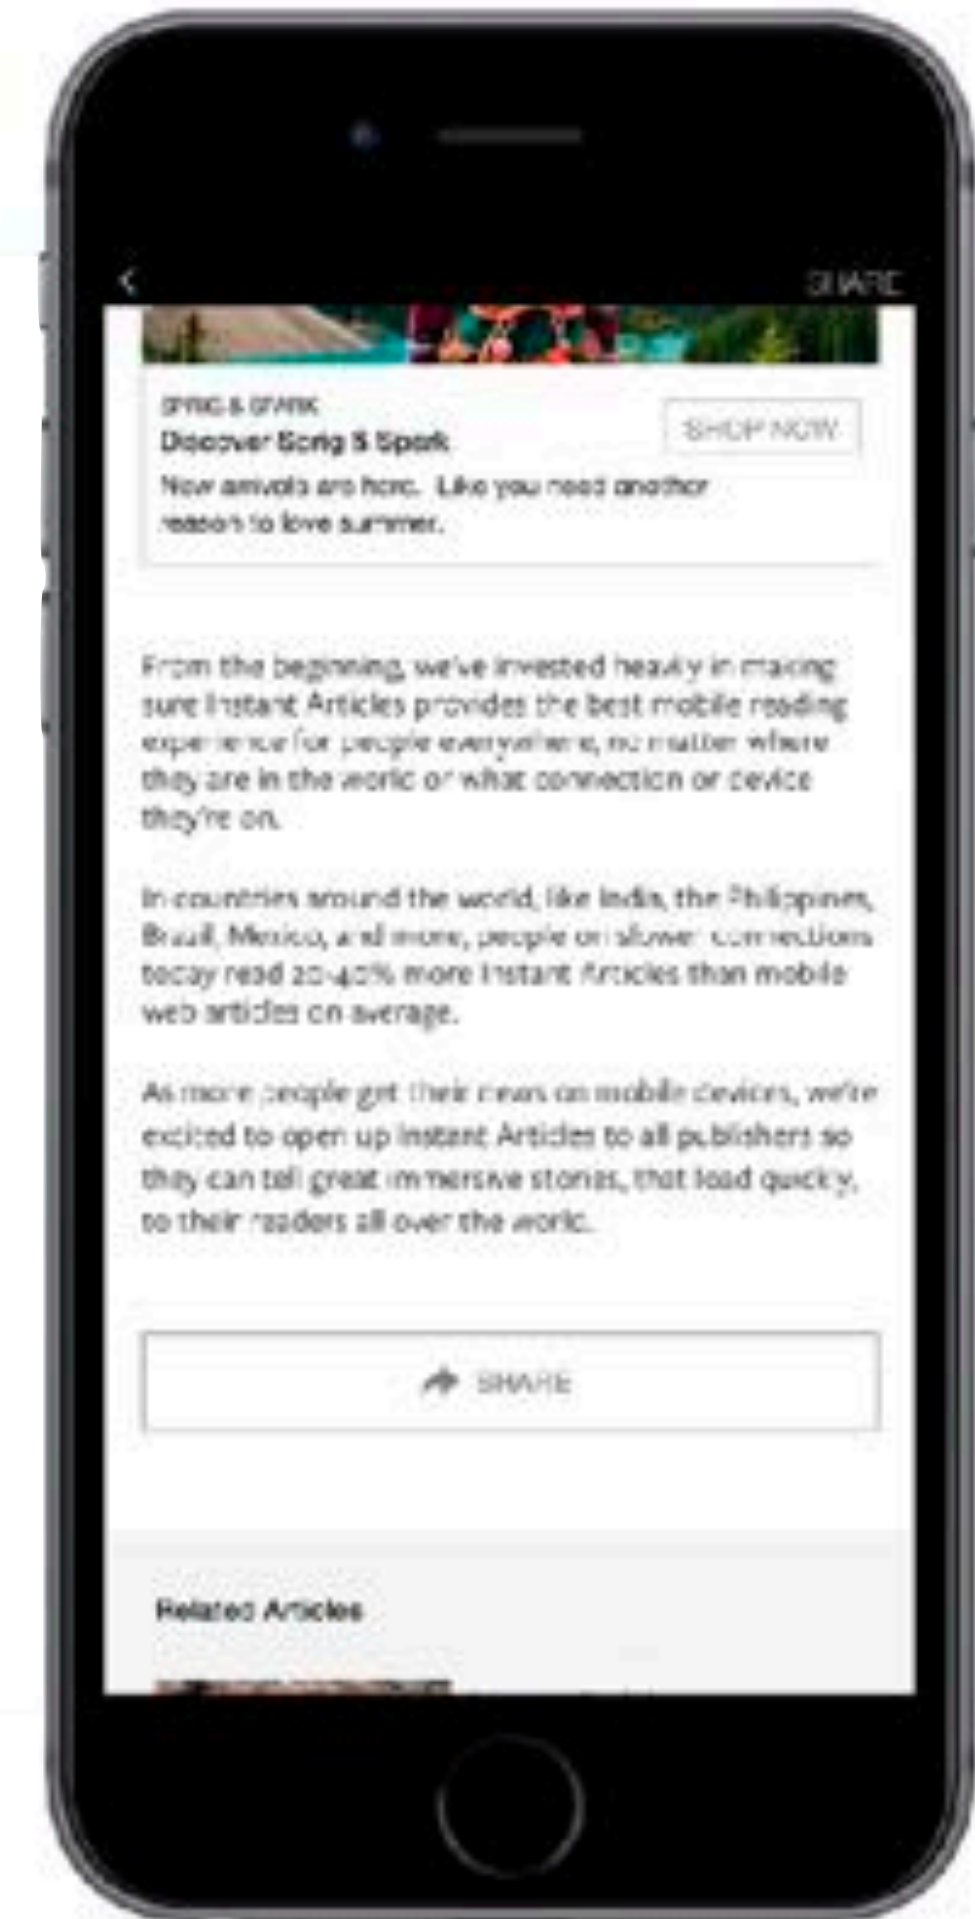 SHARE
SPRIG & SPARK
Discover Sprig & Spark
SHOP NOW
New arrivals are here. Like you need another
reason to love summer.
From the beginning, we've invested heavily in making
sure Instant Articles provides the best mobile reading
experience for people everywhere, no matter where
they are in the world or what connection or device
they're on.
In countries around the world, like India, the Philippines,
Brazil, Mexico, and more, people on slower connections
today read 20-40% more Instant Articles than mobile
web articles on average.
As more people get their news on mobile devices, we're
excited to open up Instant Articles to all publishers so
they can tell great immersive stories, that load quickly,
to their readers all over the world.
SHARE
Related Articles